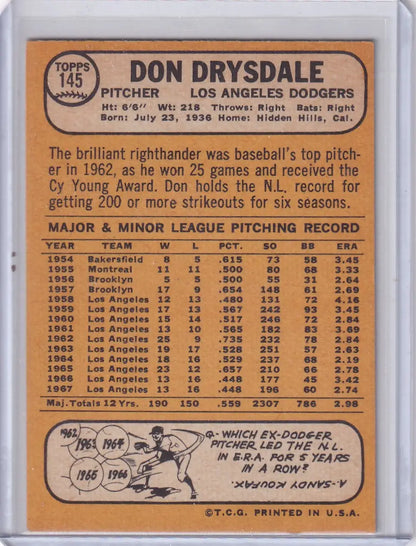 TOPPS
145
DON DRYSDALE
PITCHER LOS ANGELES DODGERS
Ht: 6'6" Wt: 218 Throws: Right Bats: Right
Born: July 23, 1936 Home: Hidden Hills, Cal.
The brilliant righthander was baseball's top pitch-
er in 1962, as he won 25 games and received the
Cy Young Award. Don holds the N.L. record for
getting 200 or more strikeouts for six seasons.
MAJOR & MINOR LEAGUE PITCHING RECORD
YEAR TEAM W L PCT. SO BB ERA
1954 Bakersfield 8 5 .615 73 58 3.45
1955 Montreal 11 11 .500 80 68 3.33
1956 Brooklyn 5 5 .500 55 31 2.64
1957 Brooklyn 17 9 .654 148 61 2.69
1958 Los Angeles 12 13 .480 131 72 4.16
1959 Los Angeles 17 13 .567 242 93 3.45
1960 Los Angeles 15 14 .517 246 72 2.84
1961 Los Angeles 13 10 .565 182 83 3.69
1962 Los Angeles 25 9 .735 232 78 2.84
1963 Los Angeles 19 17 .528 251 57 2.63
1964 Los Angeles 18 16 .529 237 68 2.19
1965 Los Angeles 23 12 .657 210 66 2.78
1966 Los Angeles 13 16 .448 177 45 3.42
1967 Los Angeles 13 16 .448 196 60 2.74
Maj. Totals 12 Yrs. 190 150 .559 2307 786 2.98
1962
1963
1964
1965
1966
Q. WHICH EX-DODGER
PITCHER LED THE N.L.
IN E.R.A. FOR 5 YEARS
IN A ROW?
A. SANDY KOUFAX.
©T.C.G. PRINTED IN U.S.A.